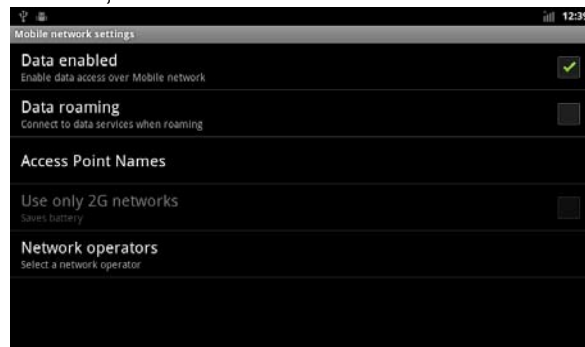 12:39
Mobile network settings
Data enabled
Enable data access over Mobile network
Data roaming
Connect to data services when roaming
Access Point Names
Use only 2G networks
Saves battery
Network operators
Select a network operator